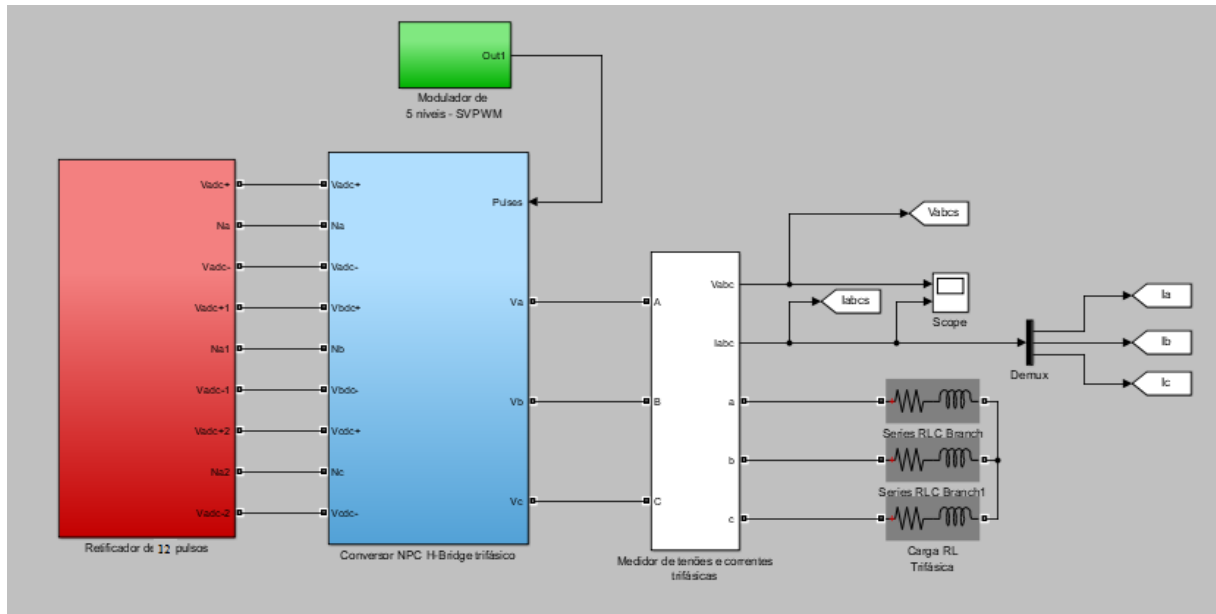 Out1
Modulador de
5 níveis - SVPWM
Vadc+
Na
Vadc-
Vadc+1
Na1
Vadc-1
Vadc+2
Na2
Vadc-2
Retificador de 12 pulsos
Vadc+
Na
Vadc-
Vbdc+
Nb
Vbdc-
Vcdc+
Nc
Vcdc-
Pulses
Va
Vb
Vc
Conversor NPC H-Bridge trifásico
A
B
C
Vabc
Iabc
a
b
c
Medidor de tenões e correntes
trifásicas
Vabcs
Iabcs
Scope
Demux
Ia
Ib
Ic
Series RLC Branch
Series RLC Branch1
Carga RL
Trifásica